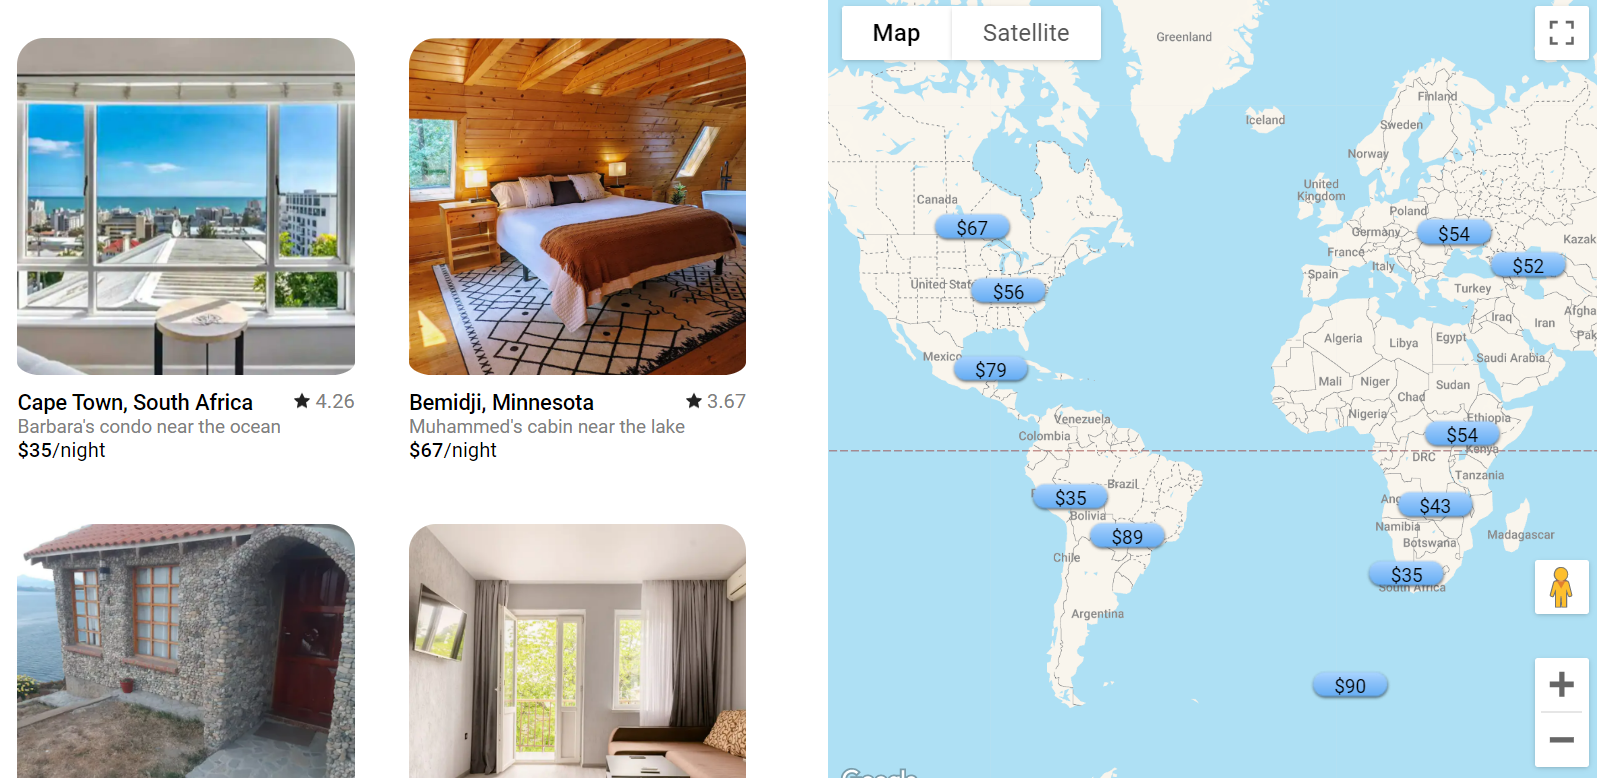 Cape Town, South Africa
4.26
Barbara's condo near the ocean
$35/night
Bemidji, Minnesota
3.67
Muhammed's cabin near the lake
$67/night
Map
Satellite
Greenland
Iceland
Finland
Sweden
Norway
United
Kingdom
Canada
$67
Poland
Germany
$54
Kazak
France
Italy
$52
Spain
United Stat
$56
Turkey
Afgha
Iraq
Iran
Pak
Algeria
Libya
Egypt
Saudi Arabia
Mexico
$79
Mali
Niger
Sudan
Chad
Venezuela
Nigeria
Ethiopia
Colombia
$54
Kenya
DRC
Tanzania
Brazil
$35
Ang
$43
Bolivia
Namibia
Madagascar
$89
Botswana
Chile
$35
South Africa
Argentina
$90
Google